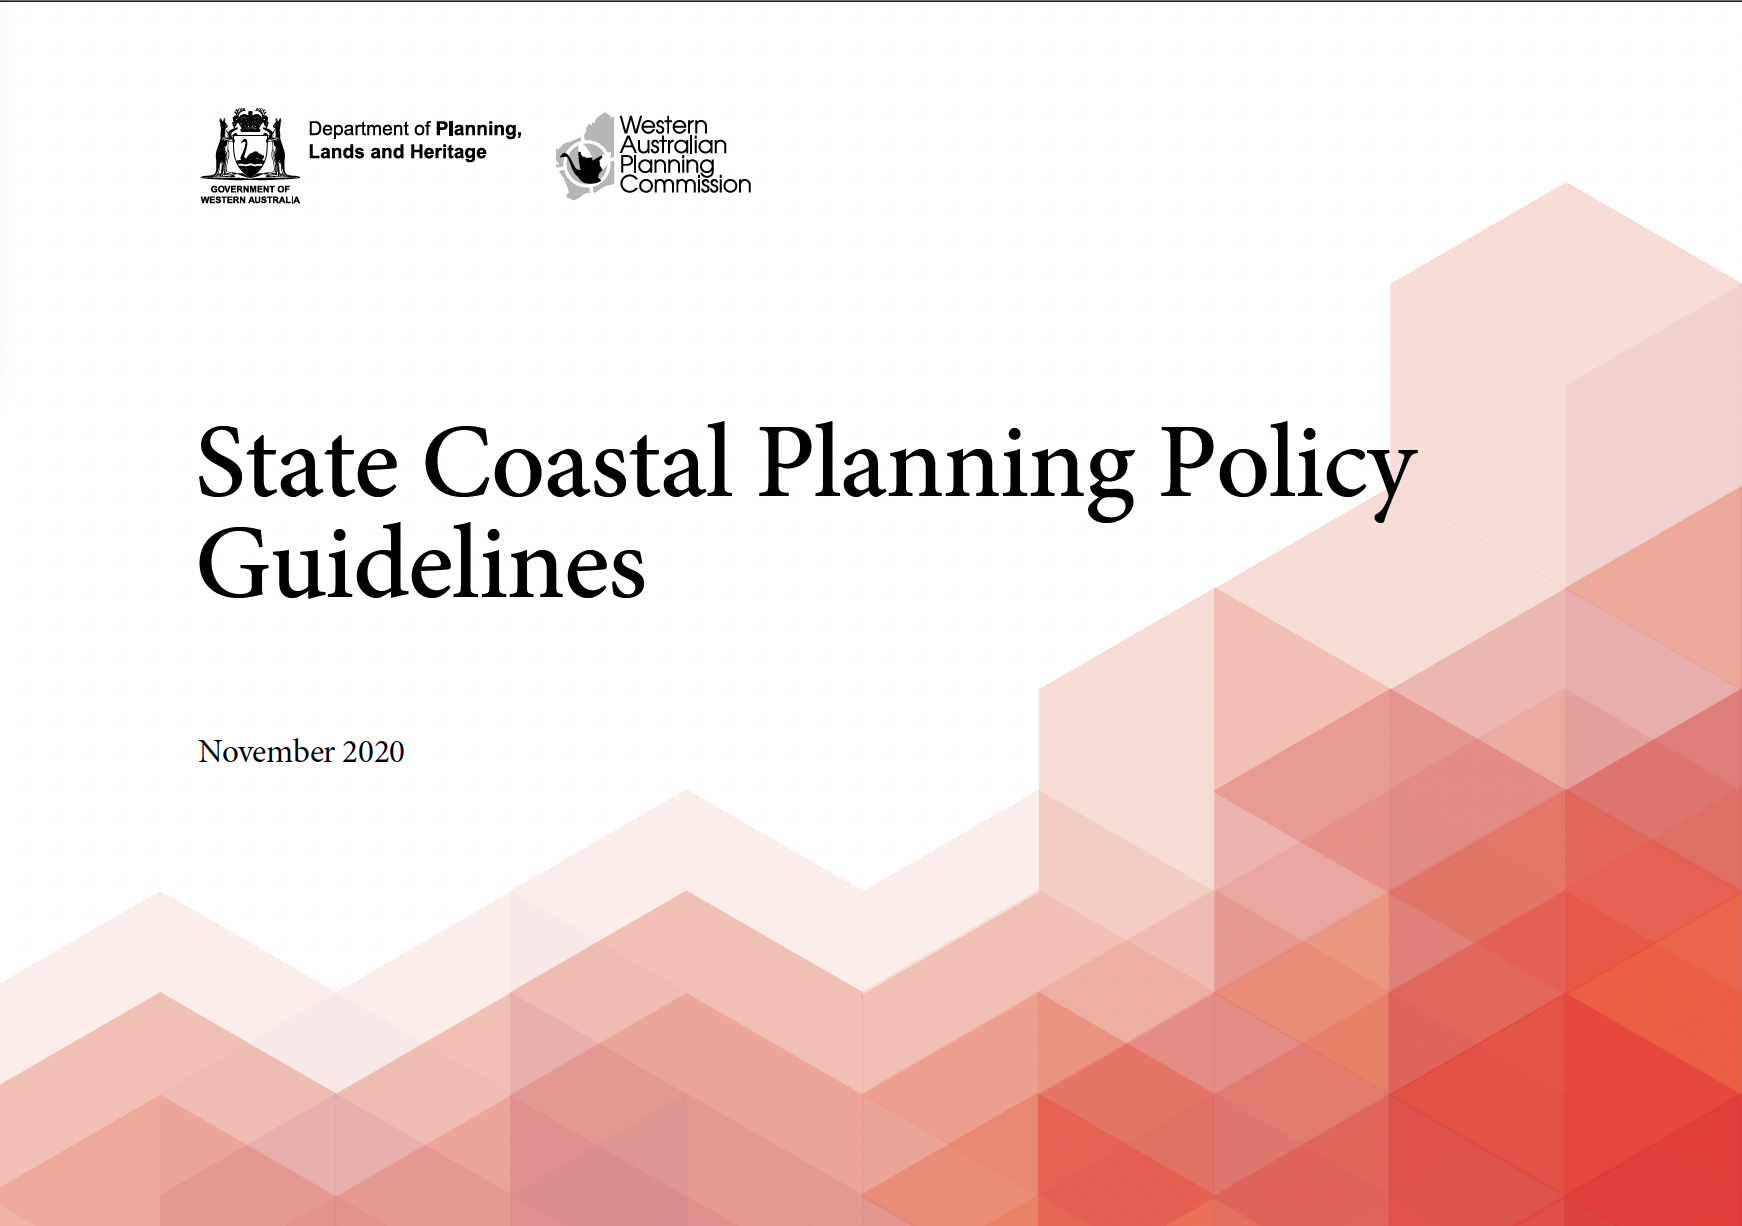 Department of Planning,
Lands and Heritage
GOVERNMENT OF
WESTERN AUSTRALIA
Western
Australian
Planning
Commission
State Coastal Planning Policy
Guidelines
November 2020